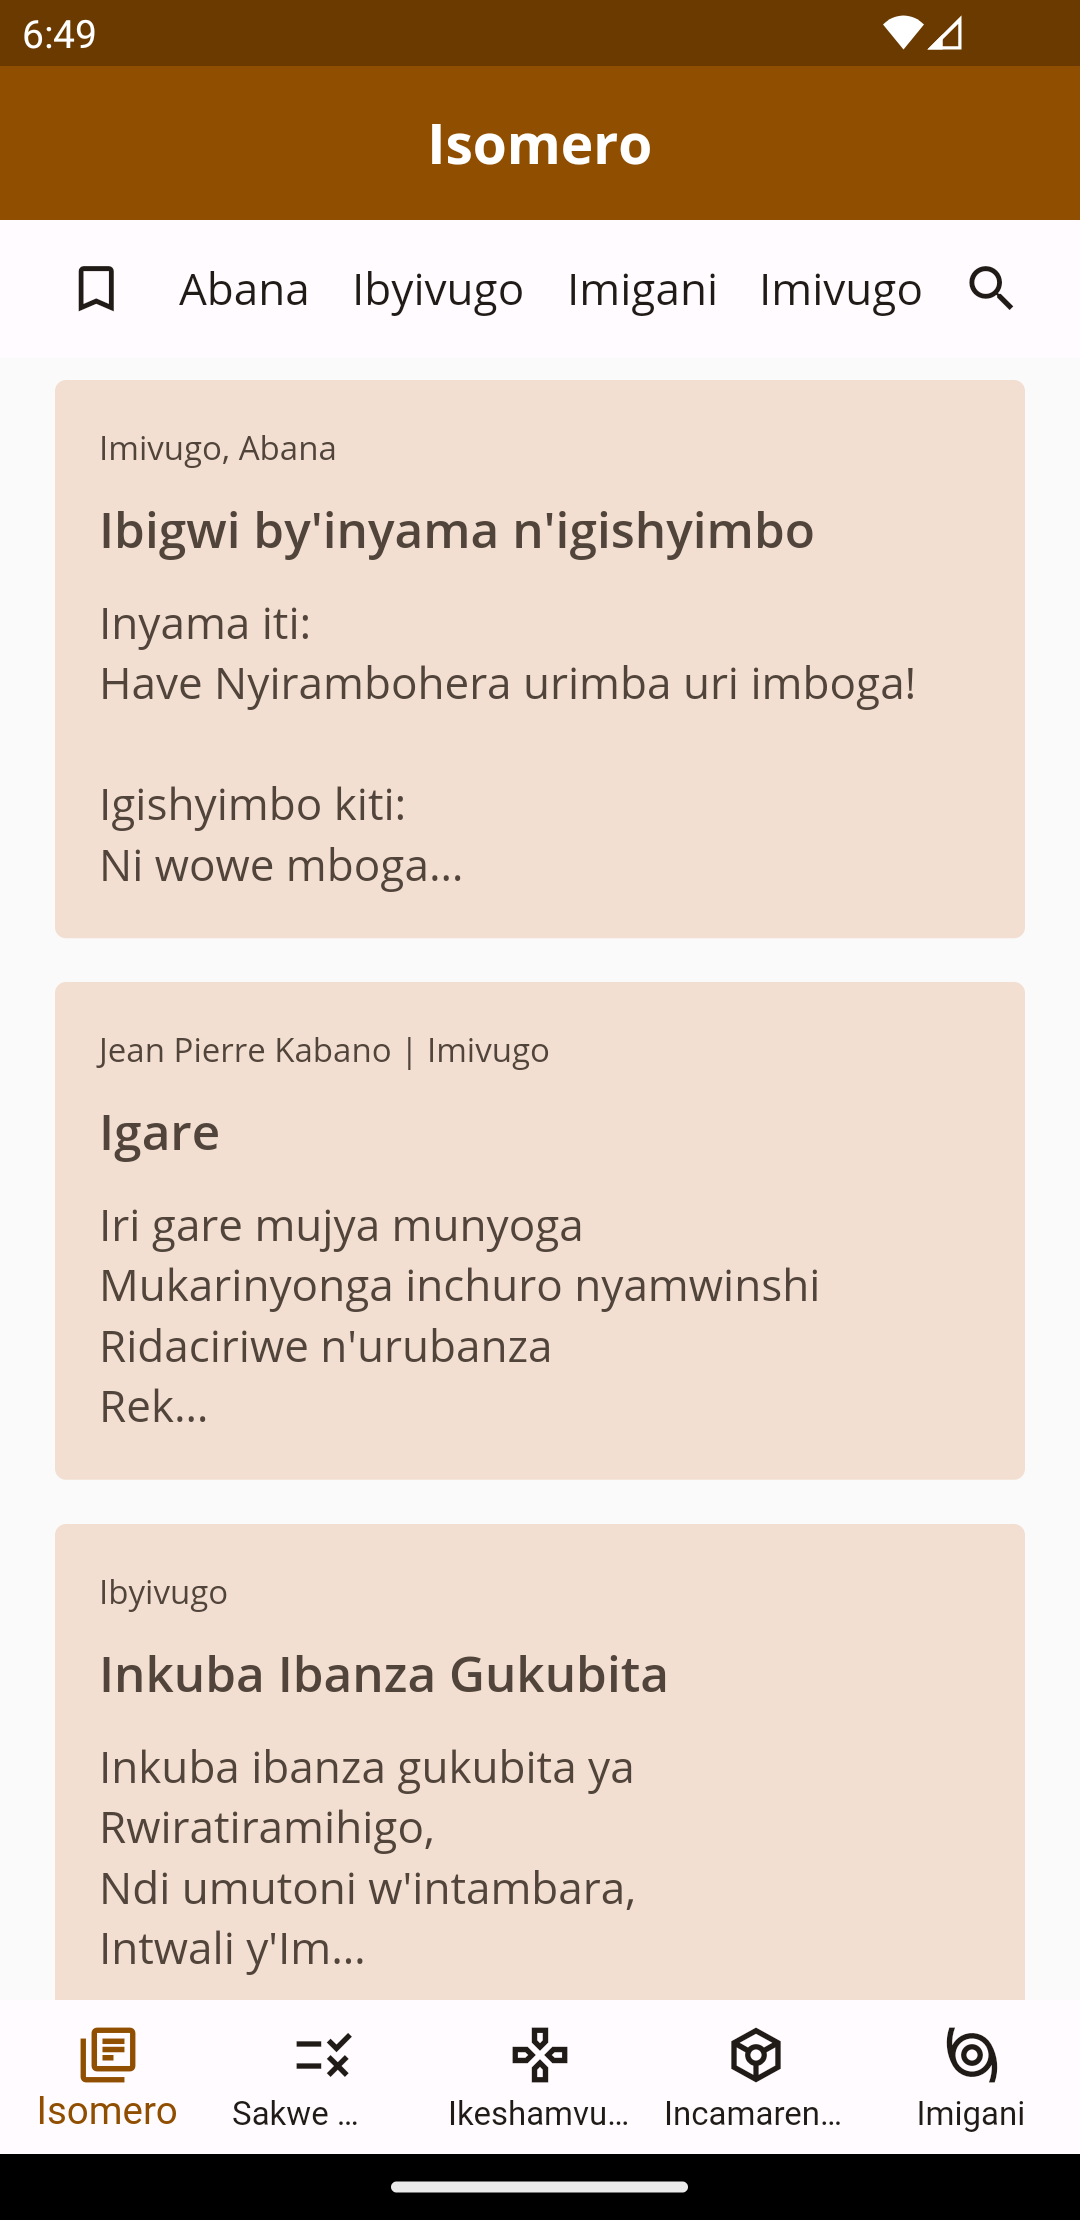 6:49
Isomero
Abana Ibyivugo Imigani Imivugo
Imivugo, Abana
Ibigwi by'inyama n'igishyimbo
Inyama iti:
Have Nyirambohera urimba uri imboga!
Igishyimbo kiti:
Ni wowe mboga...
Jean Pierre Kabano | Imivugo
Igare
Iri gare mujya munyoga
Mukarinyonga inchuro nyamwinshi
Ridaciriwe n'urubanza
Rek...
Ibyivugo
Inkuba Ibanza Gukubita
Inkuba ibanza gukubita ya
Rwiratiramihigo,
Ndi umutoni w'intambara,
Intwali y'Im...
Isomero Sakwe ... Ikeshamvu... Incamaren... Imigani